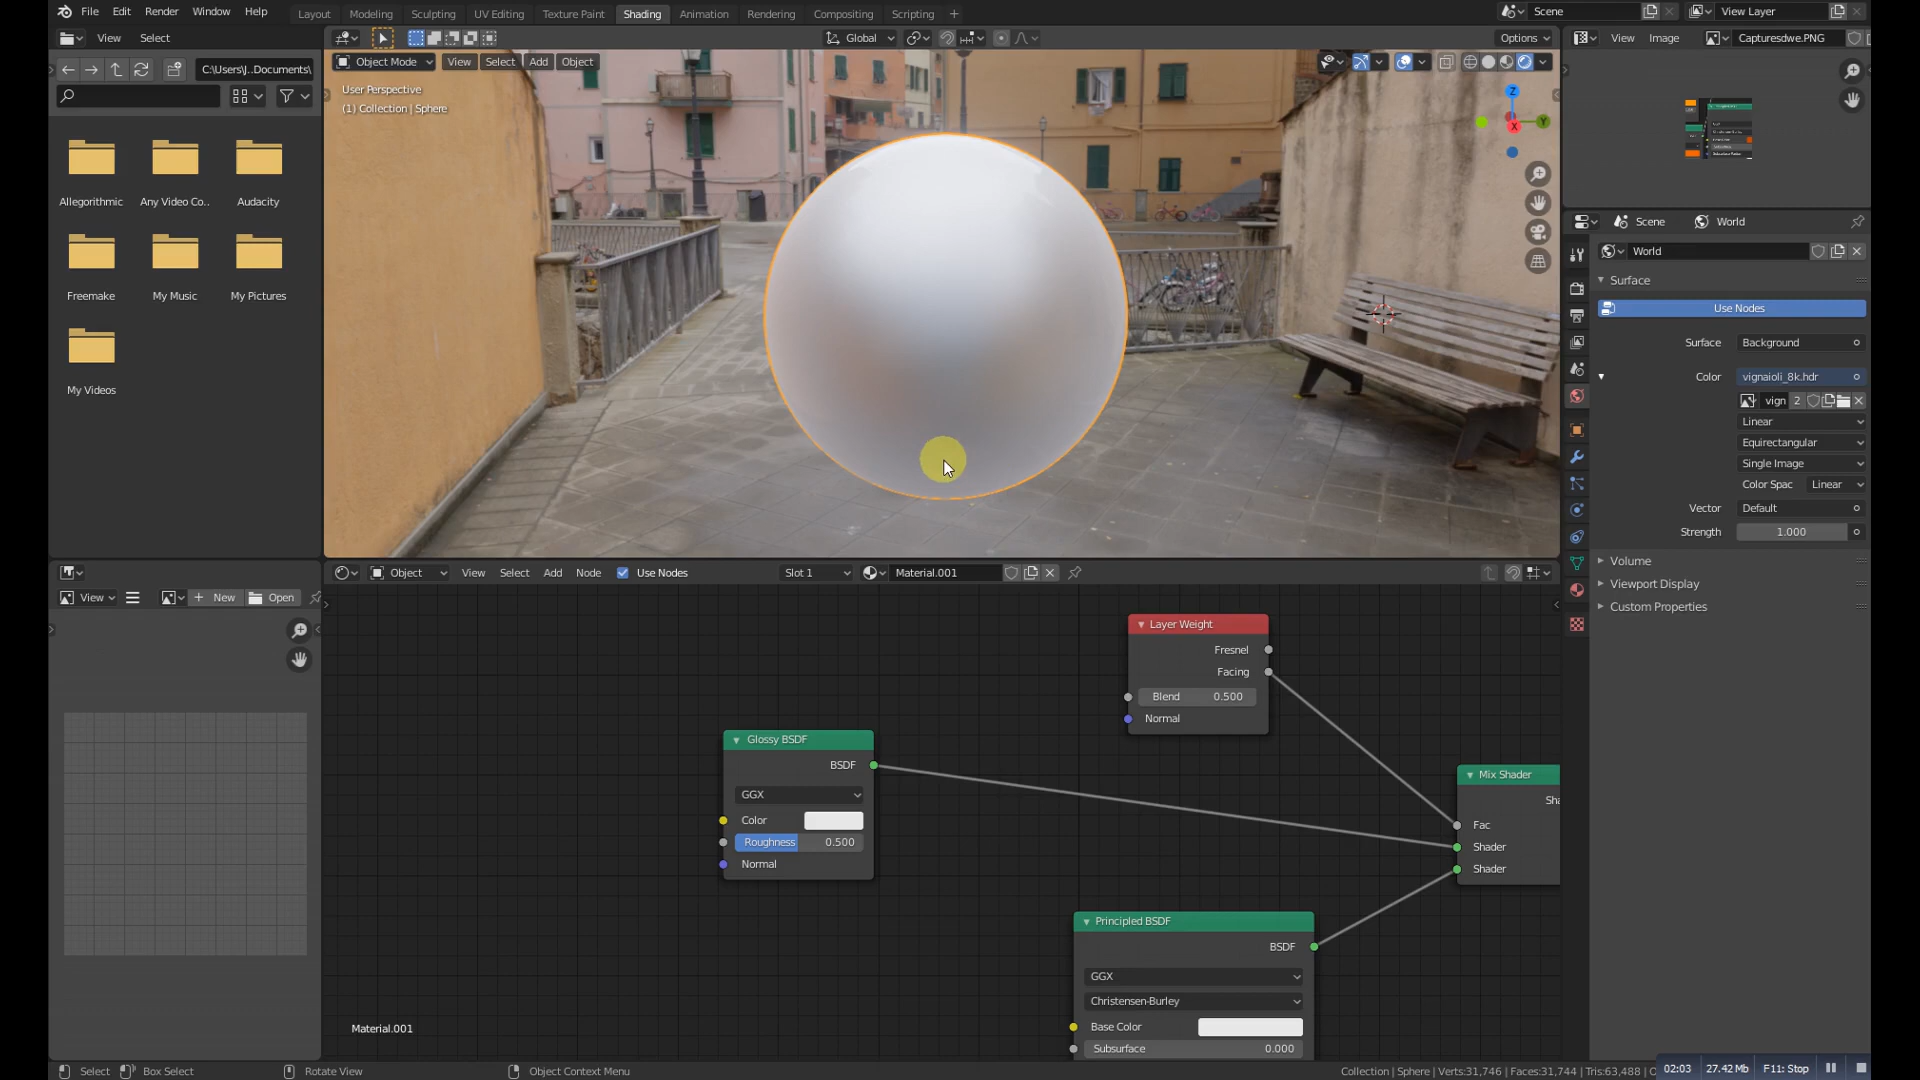 File Edit Render Window Help
Layout Modeling Sculpting UV Editing Texture Paint Shading Animation Rendering Compositing Scripting +
Scene
View Layer
View Select
Global
Options
View Image
Capturesdwe.PNG
C:\Users\J..Documents\
Object Mode View Select Add Object
User Perspective
(1) Collection | Sphere
Z
Y
X
Allegorithmic
Any Video Co..
Audacity
Freemake
My Music
My Pictures
My Videos
Scene World
World
Surface
Use Nodes
Surface Background
Color vignaioli_8k.hdr
vign 2
Linear
Equirectangular
Single Image
Color Spac Linear
Vector Default
Strength 1.000
Volume
Viewport Display
Custom Properties
View
New
Open
Object View Select Add Node Use Nodes Slot 1 Material.001
Layer Weight
Fresnel
Facing
Blend 0.500
Normal
Glossy BSDF
BSDF
GGX
Color
Roughness 0.500
Normal
Mix Shader
Sha
Fac
Shader
Shader
Principled BSDF
BSDF
GGX
Christensen-Burley
Base Color
Subsurface 0.000
Material.001
Select Box Select Rotate View Object Context Menu
Collection | Sphere | Verts:31,746 | Faces:31,744 | Tris:63,488 | O
02:03 27.42 Mb F11: Stop